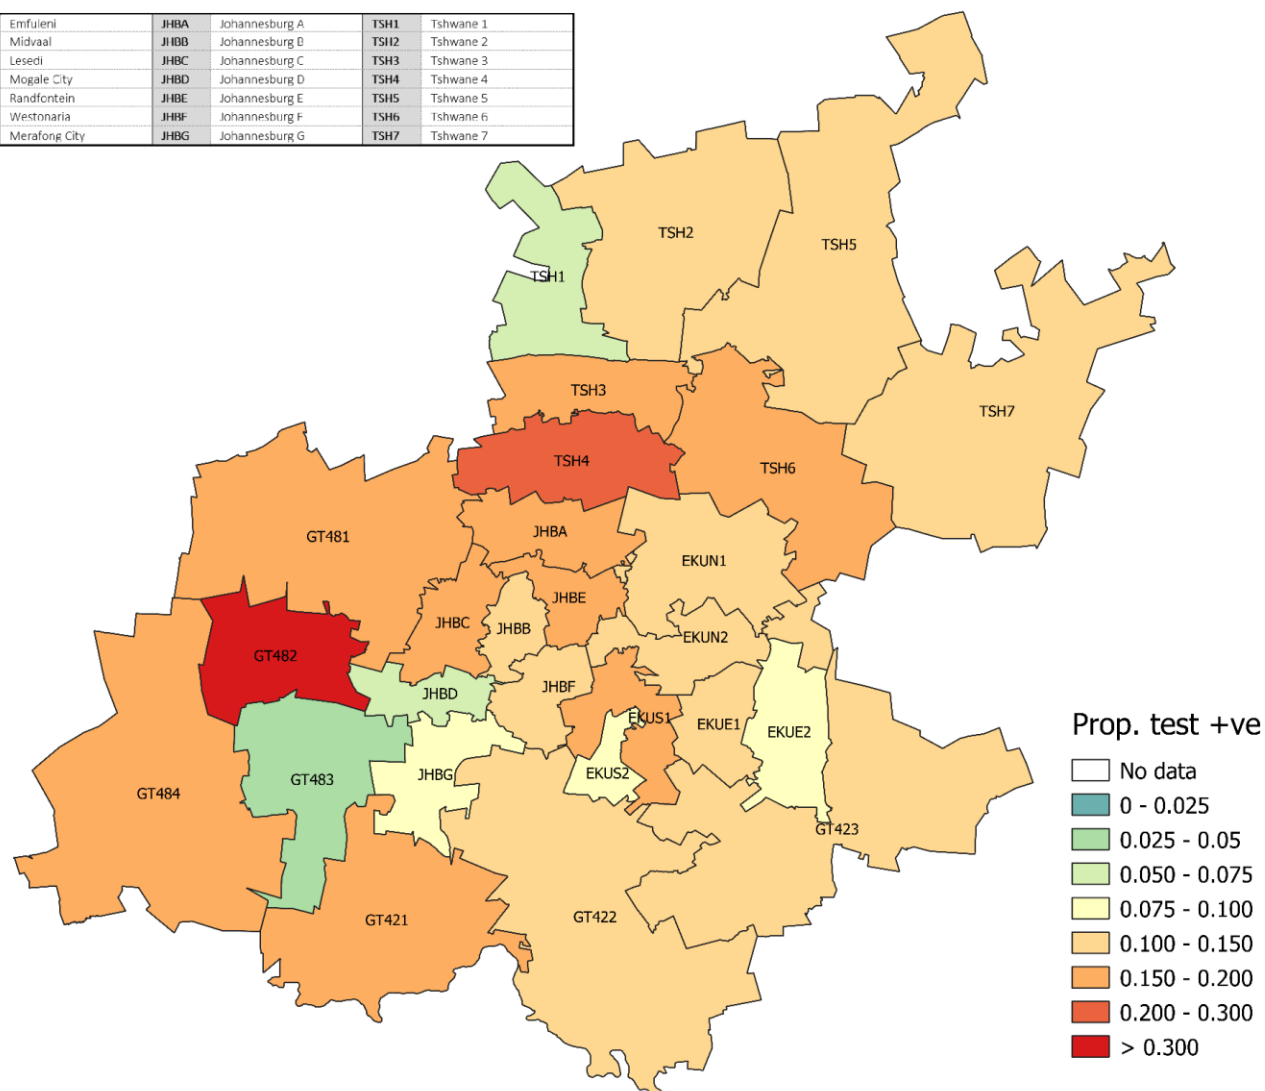 Emfuleni JHBA Johannesburg A TSH1 Tshwane 1
Midvaal JHBB Johannesburg B TSH2 Tshwane 2
Lesedi JHBC Johannesburg C TSH3 Tshwane 3
Mogale City JHBD Johannesburg D TSH4 Tshwane 4
Randfontein JHBE Johannesburg E TSH5 Tshwane 5
Westonaria JHBF Johannesburg F TSH6 Tshwane 6
Merafong City JHBG Johannesburg G TSH7 Tshwane 7
TSH2
TSH5
TSH1
TSH3
TSH7
TSH4
TSH6
GT481
JHBA
EKUN1
JHBE
JHBC
JHBB
EKUN2
GT482
JHBD
JHBF
EKUS1
EKUE1
EKUE2
GT483
JHBG
EKUS2
GT484
GT423
GT421
GT422
Prop. test +ve
No data
0 - 0.025
0.025 - 0.05
0.050 - 0.075
0.075 - 0.100
0.100 - 0.150
0.150 - 0.200
0.200 - 0.300
> 0.300